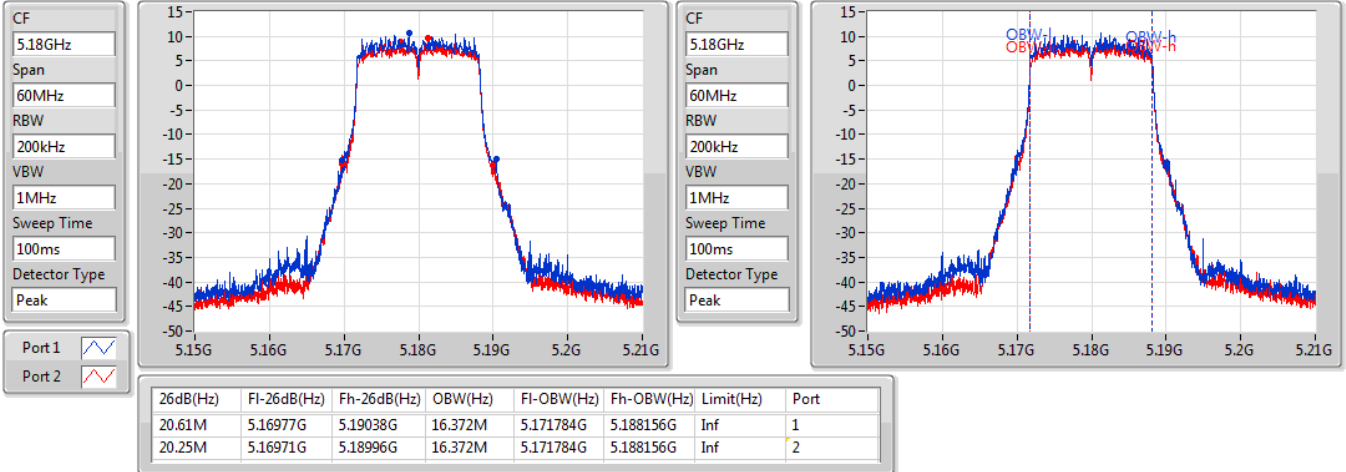 CF
5.18GHz
Span
60MHz
RBW
200kHz
VBW
1MHz
Sweep Time
100ms
Detector Type
Peak
Port 1
Port 2
15
10
5
0
-5
-10
-15
-20
-25
-30
-35
-40
-45
-50
5.15G 5.16G 5.17G 5.18G 5.19G 5.2G 5.21G
CF
5.18GHz
Span
60MHz
RBW
200kHz
VBW
1MHz
Sweep Time
100ms
Detector Type
Peak
15
10
5
0
-5
-10
-15
-20
-25
-30
-35
-40
-45
-50
OBW-l OBW-h
5.15G 5.16G 5.17G 5.18G 5.19G 5.2G 5.21G
26dB(Hz) Fl-26dB(Hz) Fh-26dB(Hz) OBW(Hz) Fl-OBW(Hz) Fh-OBW(Hz) Limit(Hz) Port
20.61M 5.16977G 5.19038G 16.372M 5.171784G 5.188156G Inf 1
20.25M 5.16971G 5.18996G 16.372M 5.171784G 5.188156G Inf 2